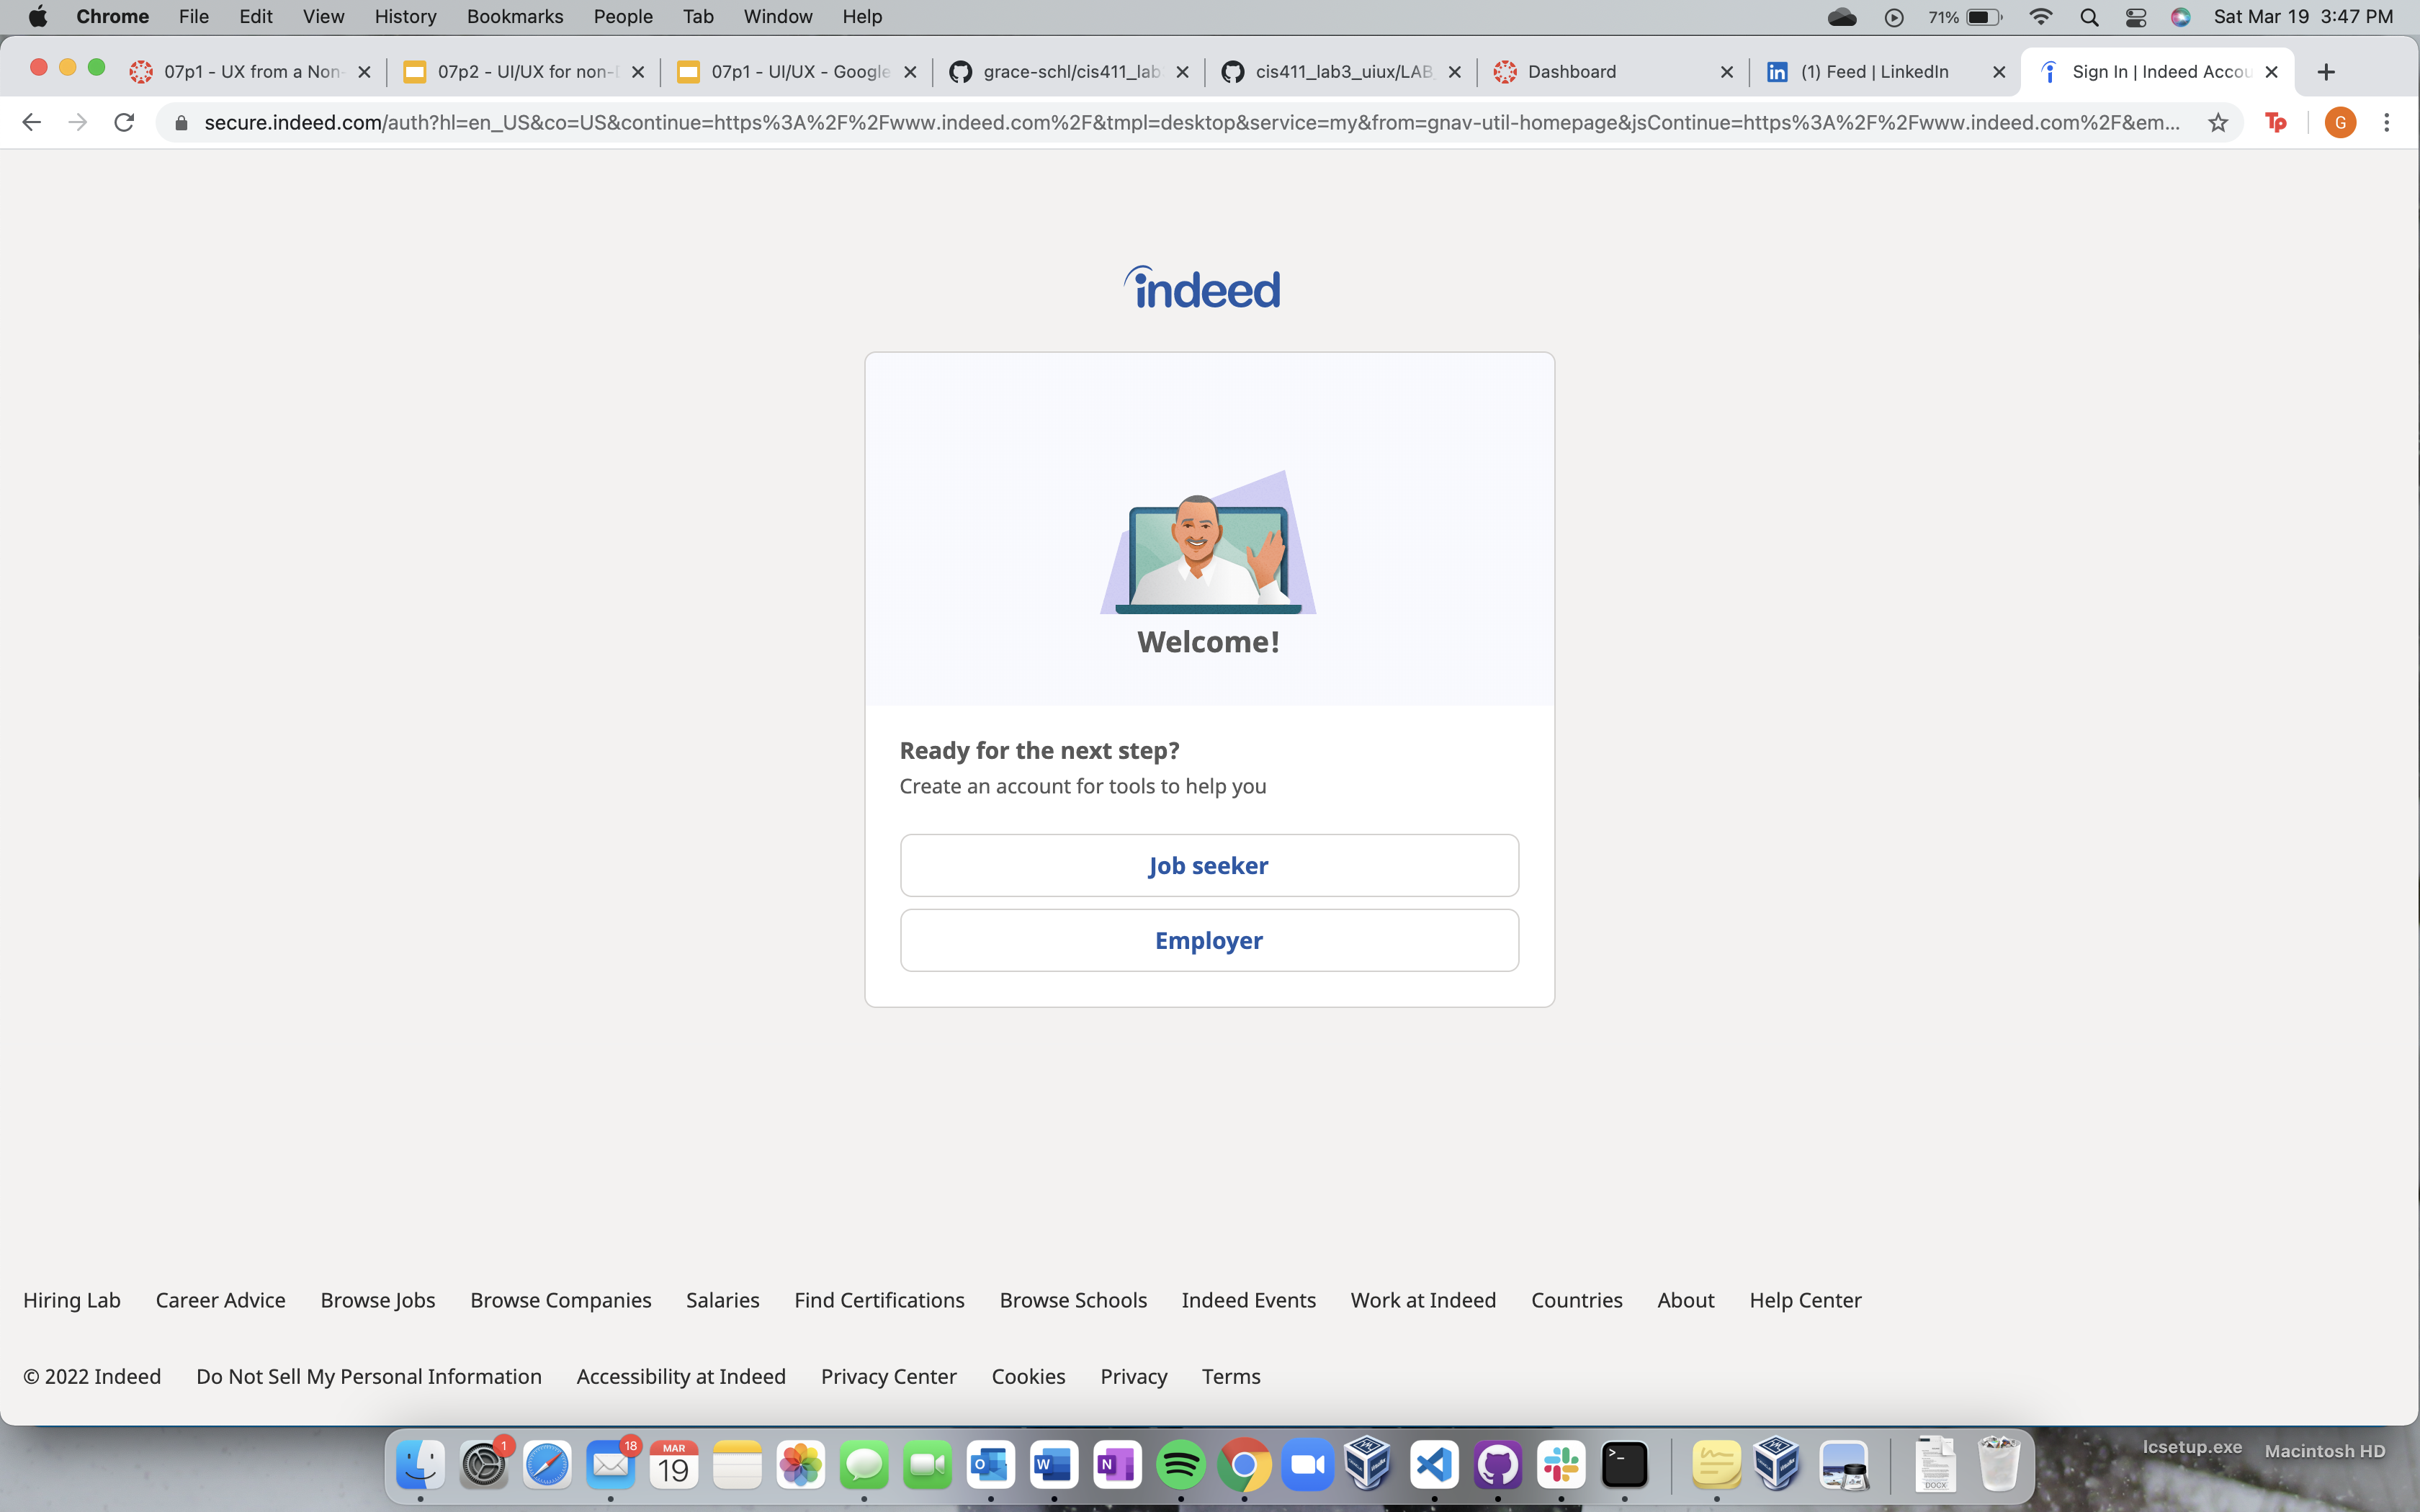 Chrome File Edit View History Bookmarks People Tab Window Help 71% Sat Mar 19 3:47 PM
07p1 - UX from a Non- 07p2 - UI/UX for non- 07p1 - UI/UX - Google grace-schl/cis411_lab cis411_lab3_uiux/LAB Dashboard (1) Feed | LinkedIn Sign In | Indeed Accou
secure.indeed.com/auth?hl=en_US&co=US&continue=https%3A%2F%2Fwww.indeed.com%2F&tmpl=desktop&service=my&from=gnav-util-homepage&jsContinue=https%3A%2F%2Fwww.indeed.com%2F&em... Tp G
indeed
Welcome!
Ready for the next step?
Create an account for tools to help you
Job seeker
Employer
Hiring Lab Career Advice Browse Jobs Browse Companies Salaries Find Certifications Browse Schools Indeed Events Work at Indeed Countries About Help Center
© 2022 Indeed Do Not Sell My Personal Information Accessibility at Indeed Privacy Center Cookies Privacy Terms
1 18 MAR
19 O W N >_ DOCX
lcsetup.exe Macintosh HD